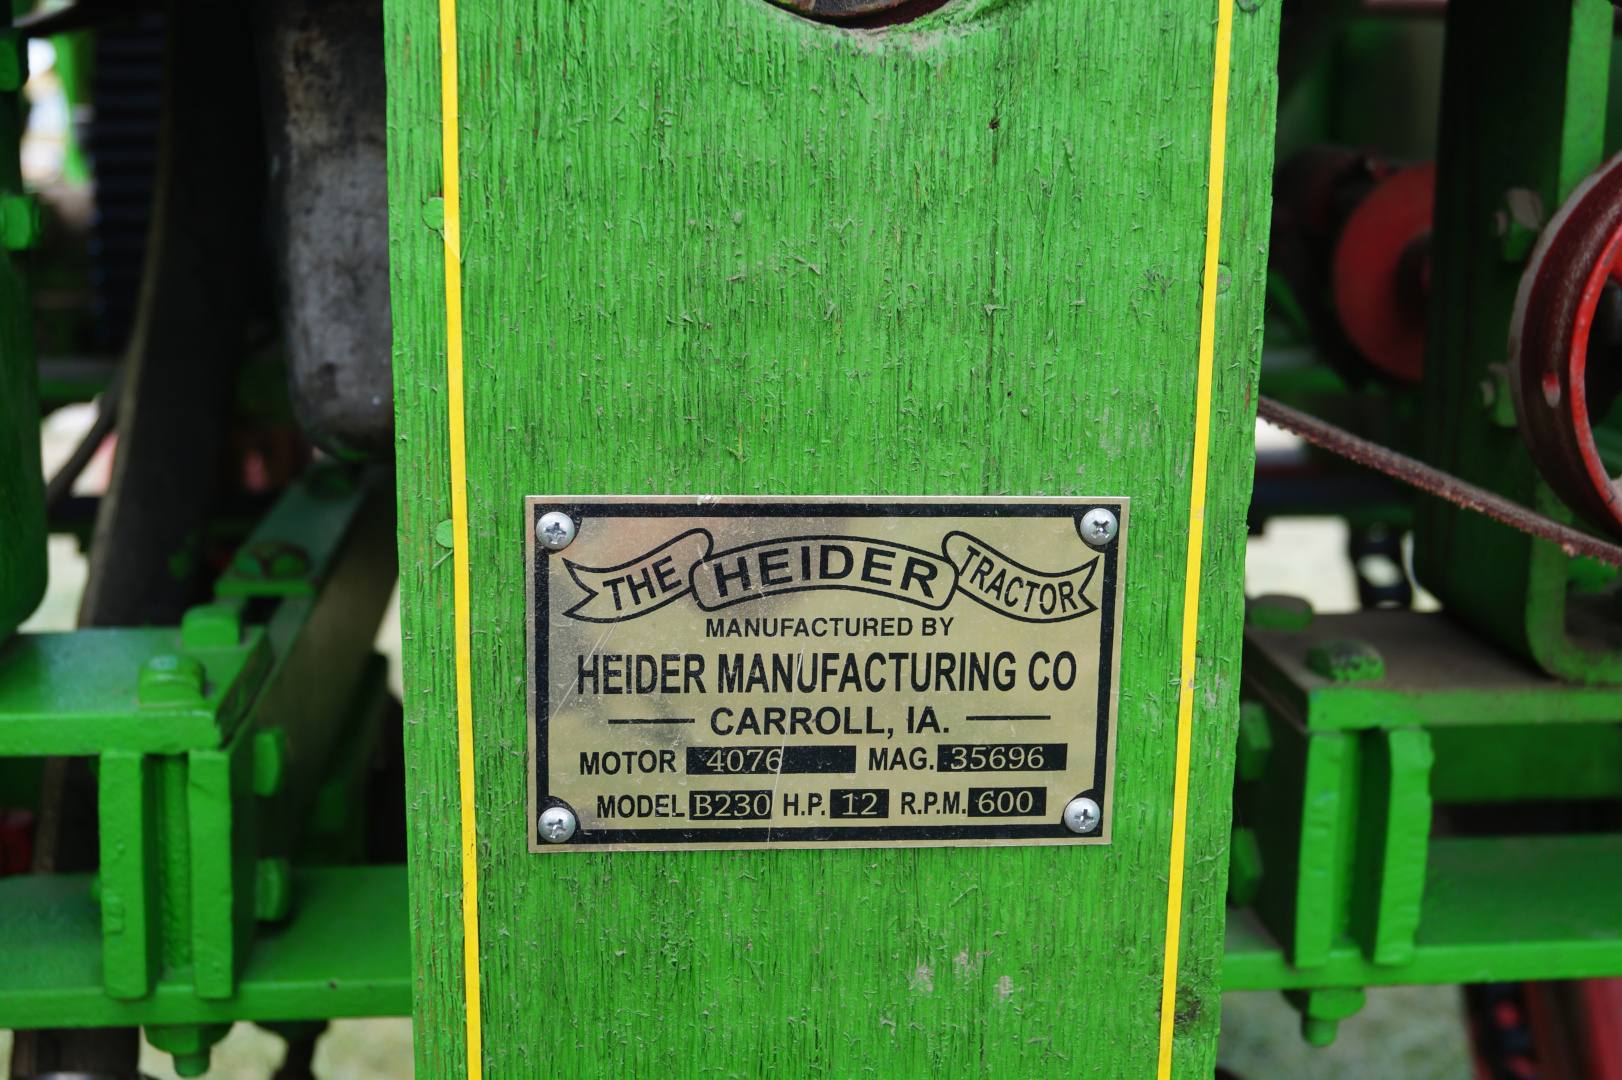 THE HEIDER TRACTOR
MANUFACTURED BY
HEIDER MANUFACTURING CO
CARROLL, IA.
MOTOR 4076 MAG. 35696
MODEL B230 H.P. 12 R.P.M. 600